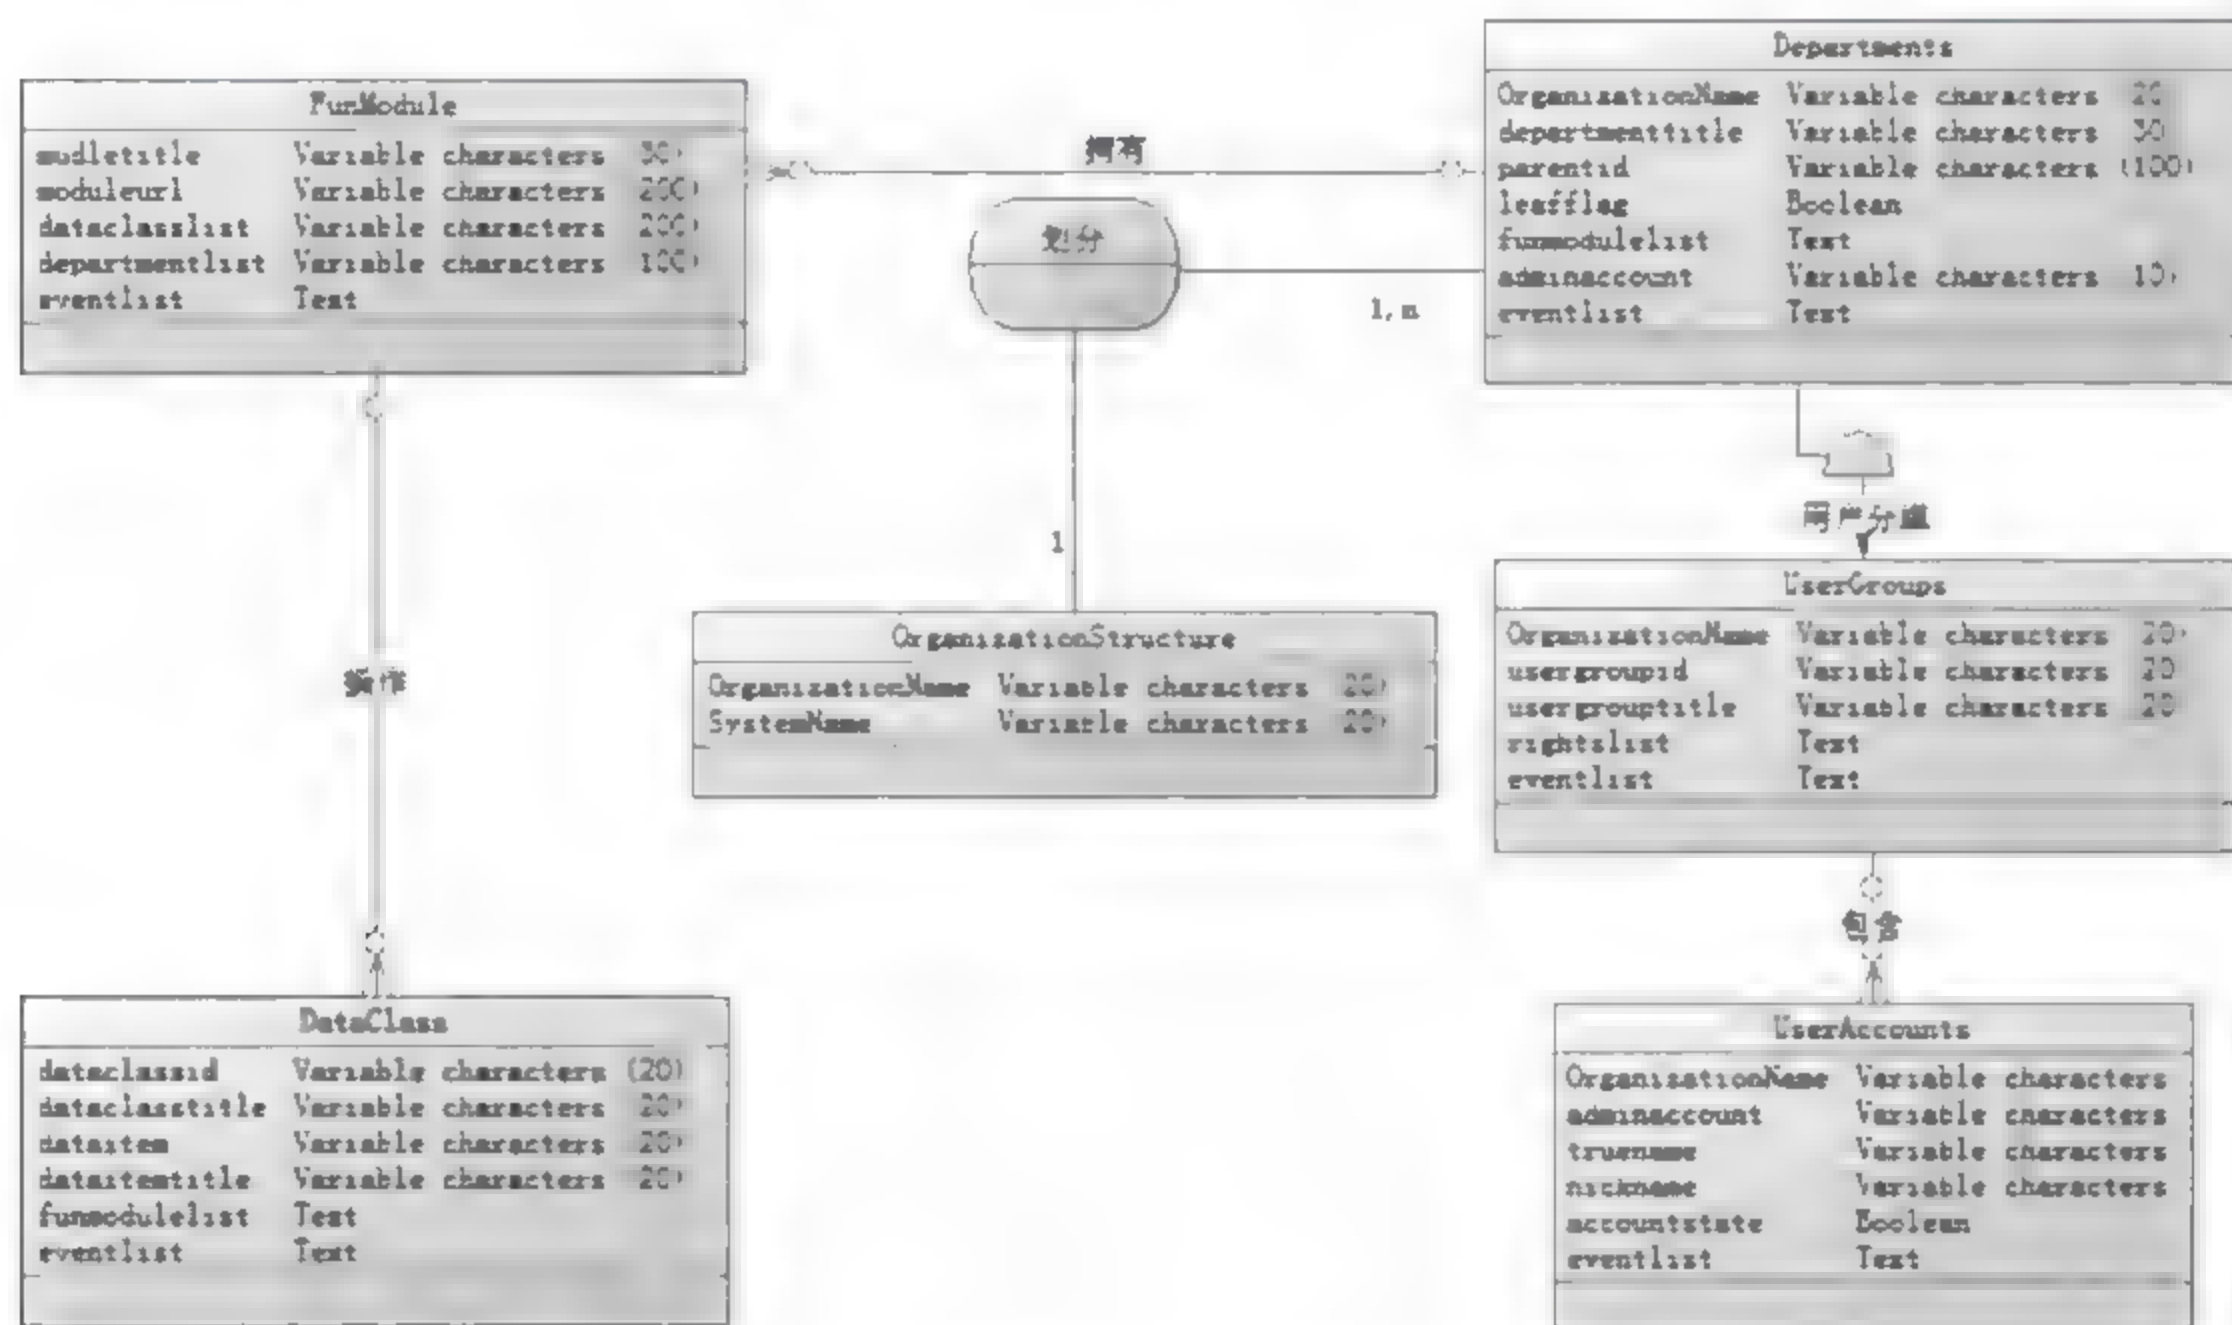 FunModule
mudletitle Variable characters (50)
moduleurl Variable characters (200)
dataclasslist Variable characters (200)
departmentlist Variable characters (100)
eventlist Text
拥有
划分
1,n
1
Departments
OrganizationName Variable characters (20)
departmenttitle Variable characters (50)
parentid Variable characters (100)
leafflag Boolean
funmodulelist Text
adminaccount Variable characters (10)
eventlist Text
用户分组
UserGroups
OrganizationName Variable characters (20)
usergroupid Variable characters (20)
usergrouptitle Variable characters (20)
rightslist Text
eventlist Text
操作
OrganizationStructure
OrganizationName Variable characters (20)
SystemName Variable characters (20)
包含
DataClass
dataclassid Variable characters (20)
dataclasstitle Variable characters (20)
dataitem Variable characters (20)
dataitemtitle Variable characters (20)
funmodulelist Text
eventlist Text
UserAccounts
OrganizationName Variable characters
adminaccount Variable characters
truename Variable characters
nickname Variable characters
accountstate Boolean
eventlist Text